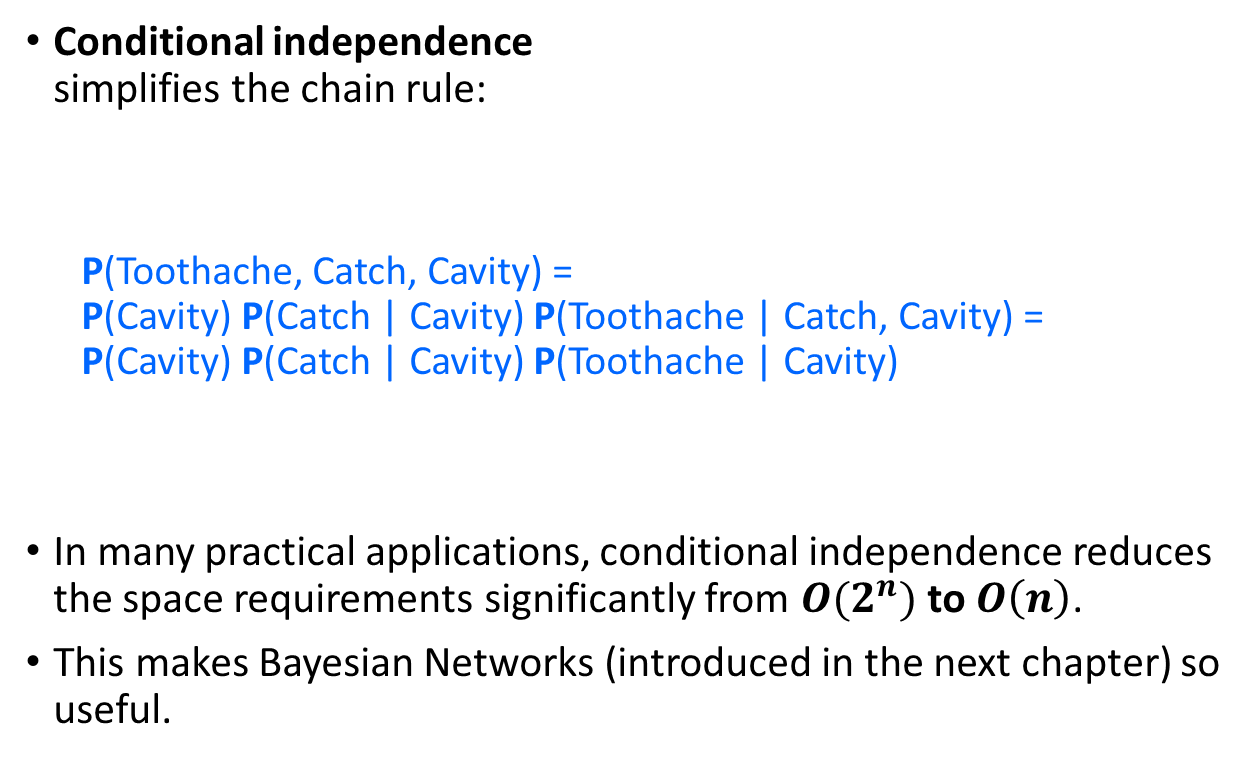 • Conditional independence
simplifies the chain rule:
P(Toothache, Catch, Cavity) =
P(Cavity) P(Catch | Cavity) P(Toothache | Catch, Cavity) =
P(Cavity) P(Catch | Cavity) P(Toothache | Cavity)
• In many practical applications, conditional independence reduces
the space requirements significantly from O(2ⁿ) to O(n).
• This makes Bayesian Networks (introduced in the next chapter) so
useful.